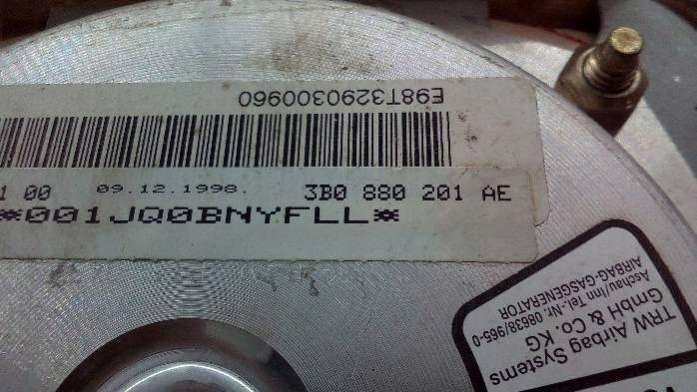 E98T3290300960
1 00 09.12.1998. 3B0 880 201 AE
*001JQ0BNYFLL*
TRW Airbag Systems
GmbH & Co. KG
Aschau/Inn Tel.-Nr. 08638/965-0
AIRBAG-GASGENERATOR